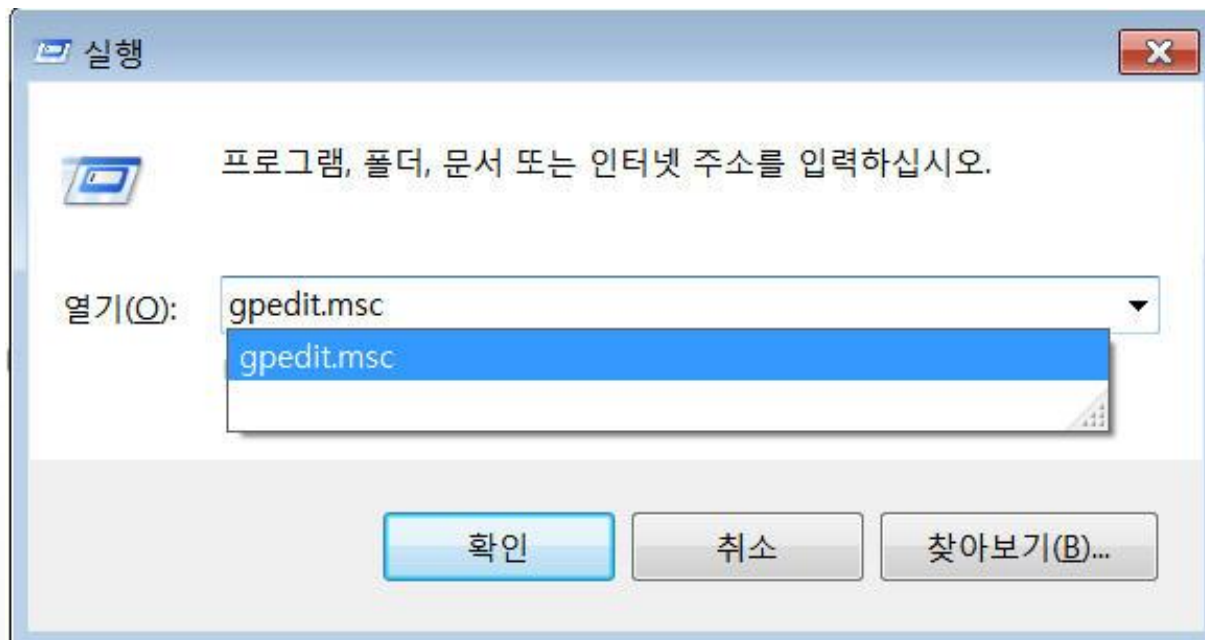 실행
프로그램, 폴더, 문서 또는 인터넷 주소를 입력하십시오.
열기(O): gpedit.msc
gpedit.msc
확인 취소 찾아보기(B)...